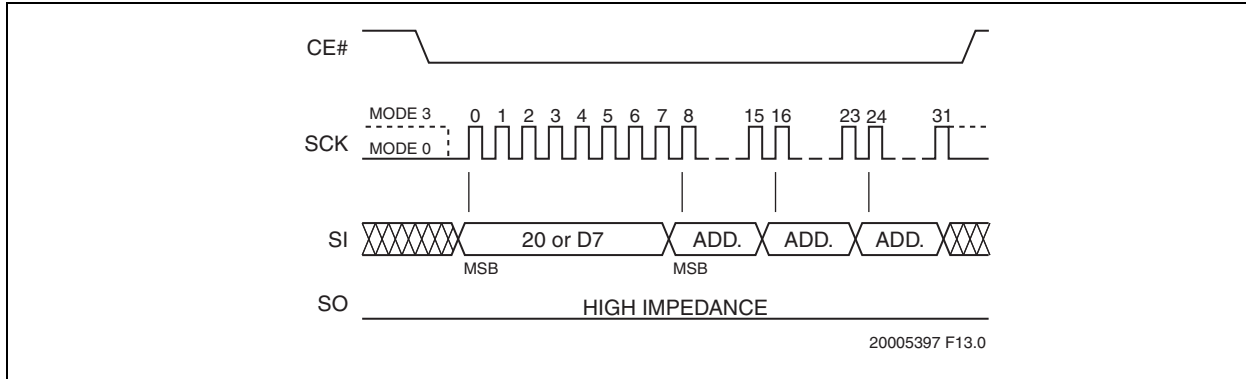 CE#
MODE 3
0 1 2 3 4 5 6 7 8 15 16 23 24 31
SCK
MODE 0
SI
20 or D7 ADD. ADD. ADD.
MSB MSB
SO
HIGH IMPEDANCE
20005397 F13.0